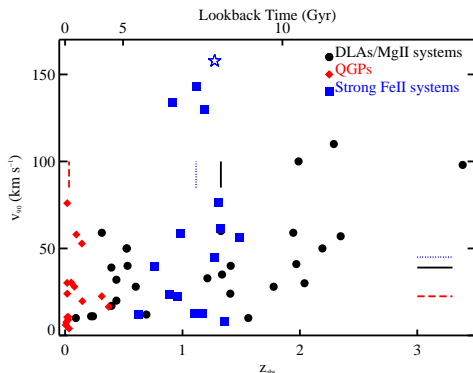 Lookback Time (Gyr)
0 5 10
DLAs/MgII systems
QGPs
Strong FeII systems
150
100
50
0
v90 (km s⁻¹)
0 1 2 3
zabs